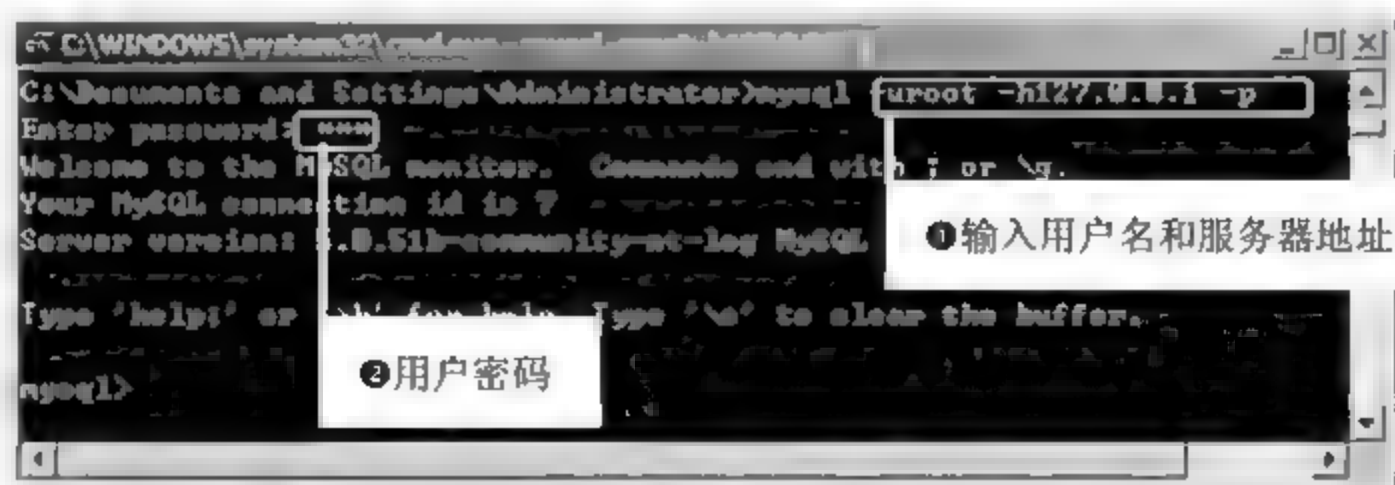 C:\WINDOWS\system32\
C:\Documents and Settings\Administrator>mysql -uroot -h127.0.0.1 -p
Enter password: ***
Welcome to the MySQL monitor. Commands end with ; or \g.
Your MySQL connection id is 7
Server version: 5.0.51b-community-nt-log MySQL
❶输入用户名和服务器地址
Type 'help;' or '\h' for help. Type '\c' to clear the buffer.
❷用户密码
mysql>